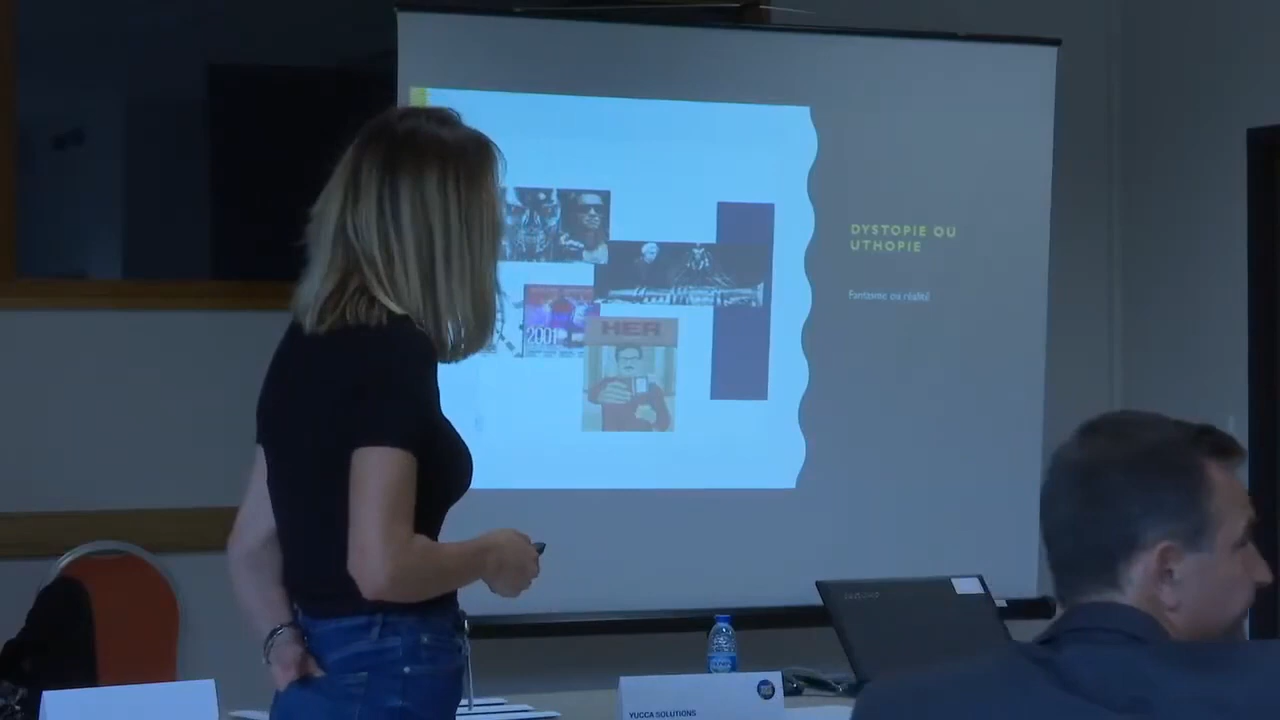 DYSTOPIE OU
UTHOPIE
Fantasme ou réalité
2001
HER
YUCCA SOLUTIONS